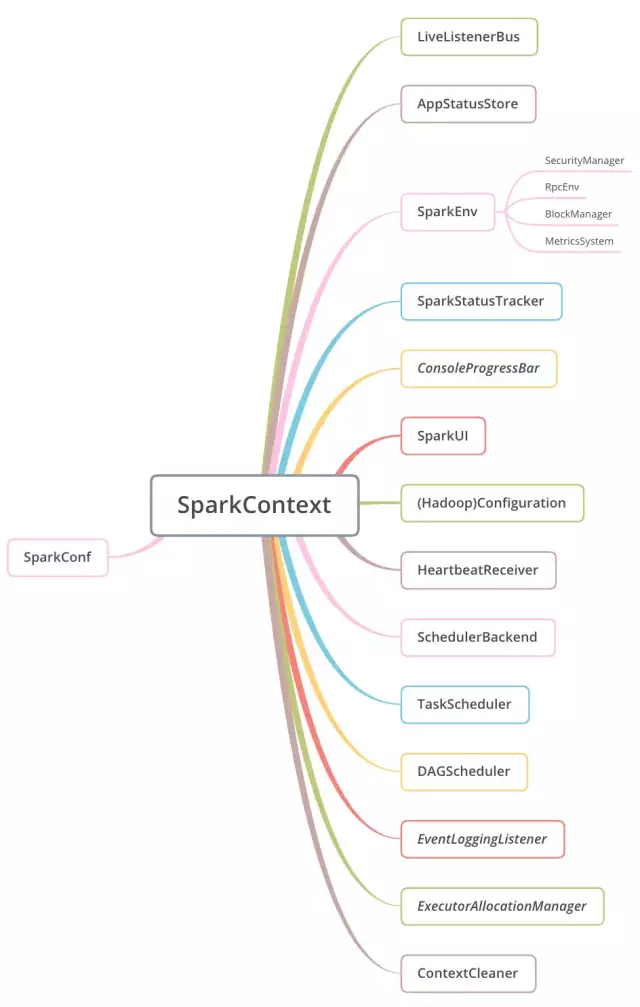 LiveListenerBus
AppStatusStore
SparkEnv
SecurityManager
RpcEnv
BlockManager
MetricsSystem
SparkStatusTracker
ConsoleProgressBar
SparkUI
SparkContext
(Hadoop)Configuration
SparkConf
HeartbeatReceiver
SchedulerBackend
TaskScheduler
DAGScheduler
EventLoggingListener
ExecutorAllocationManager
ContextCleaner